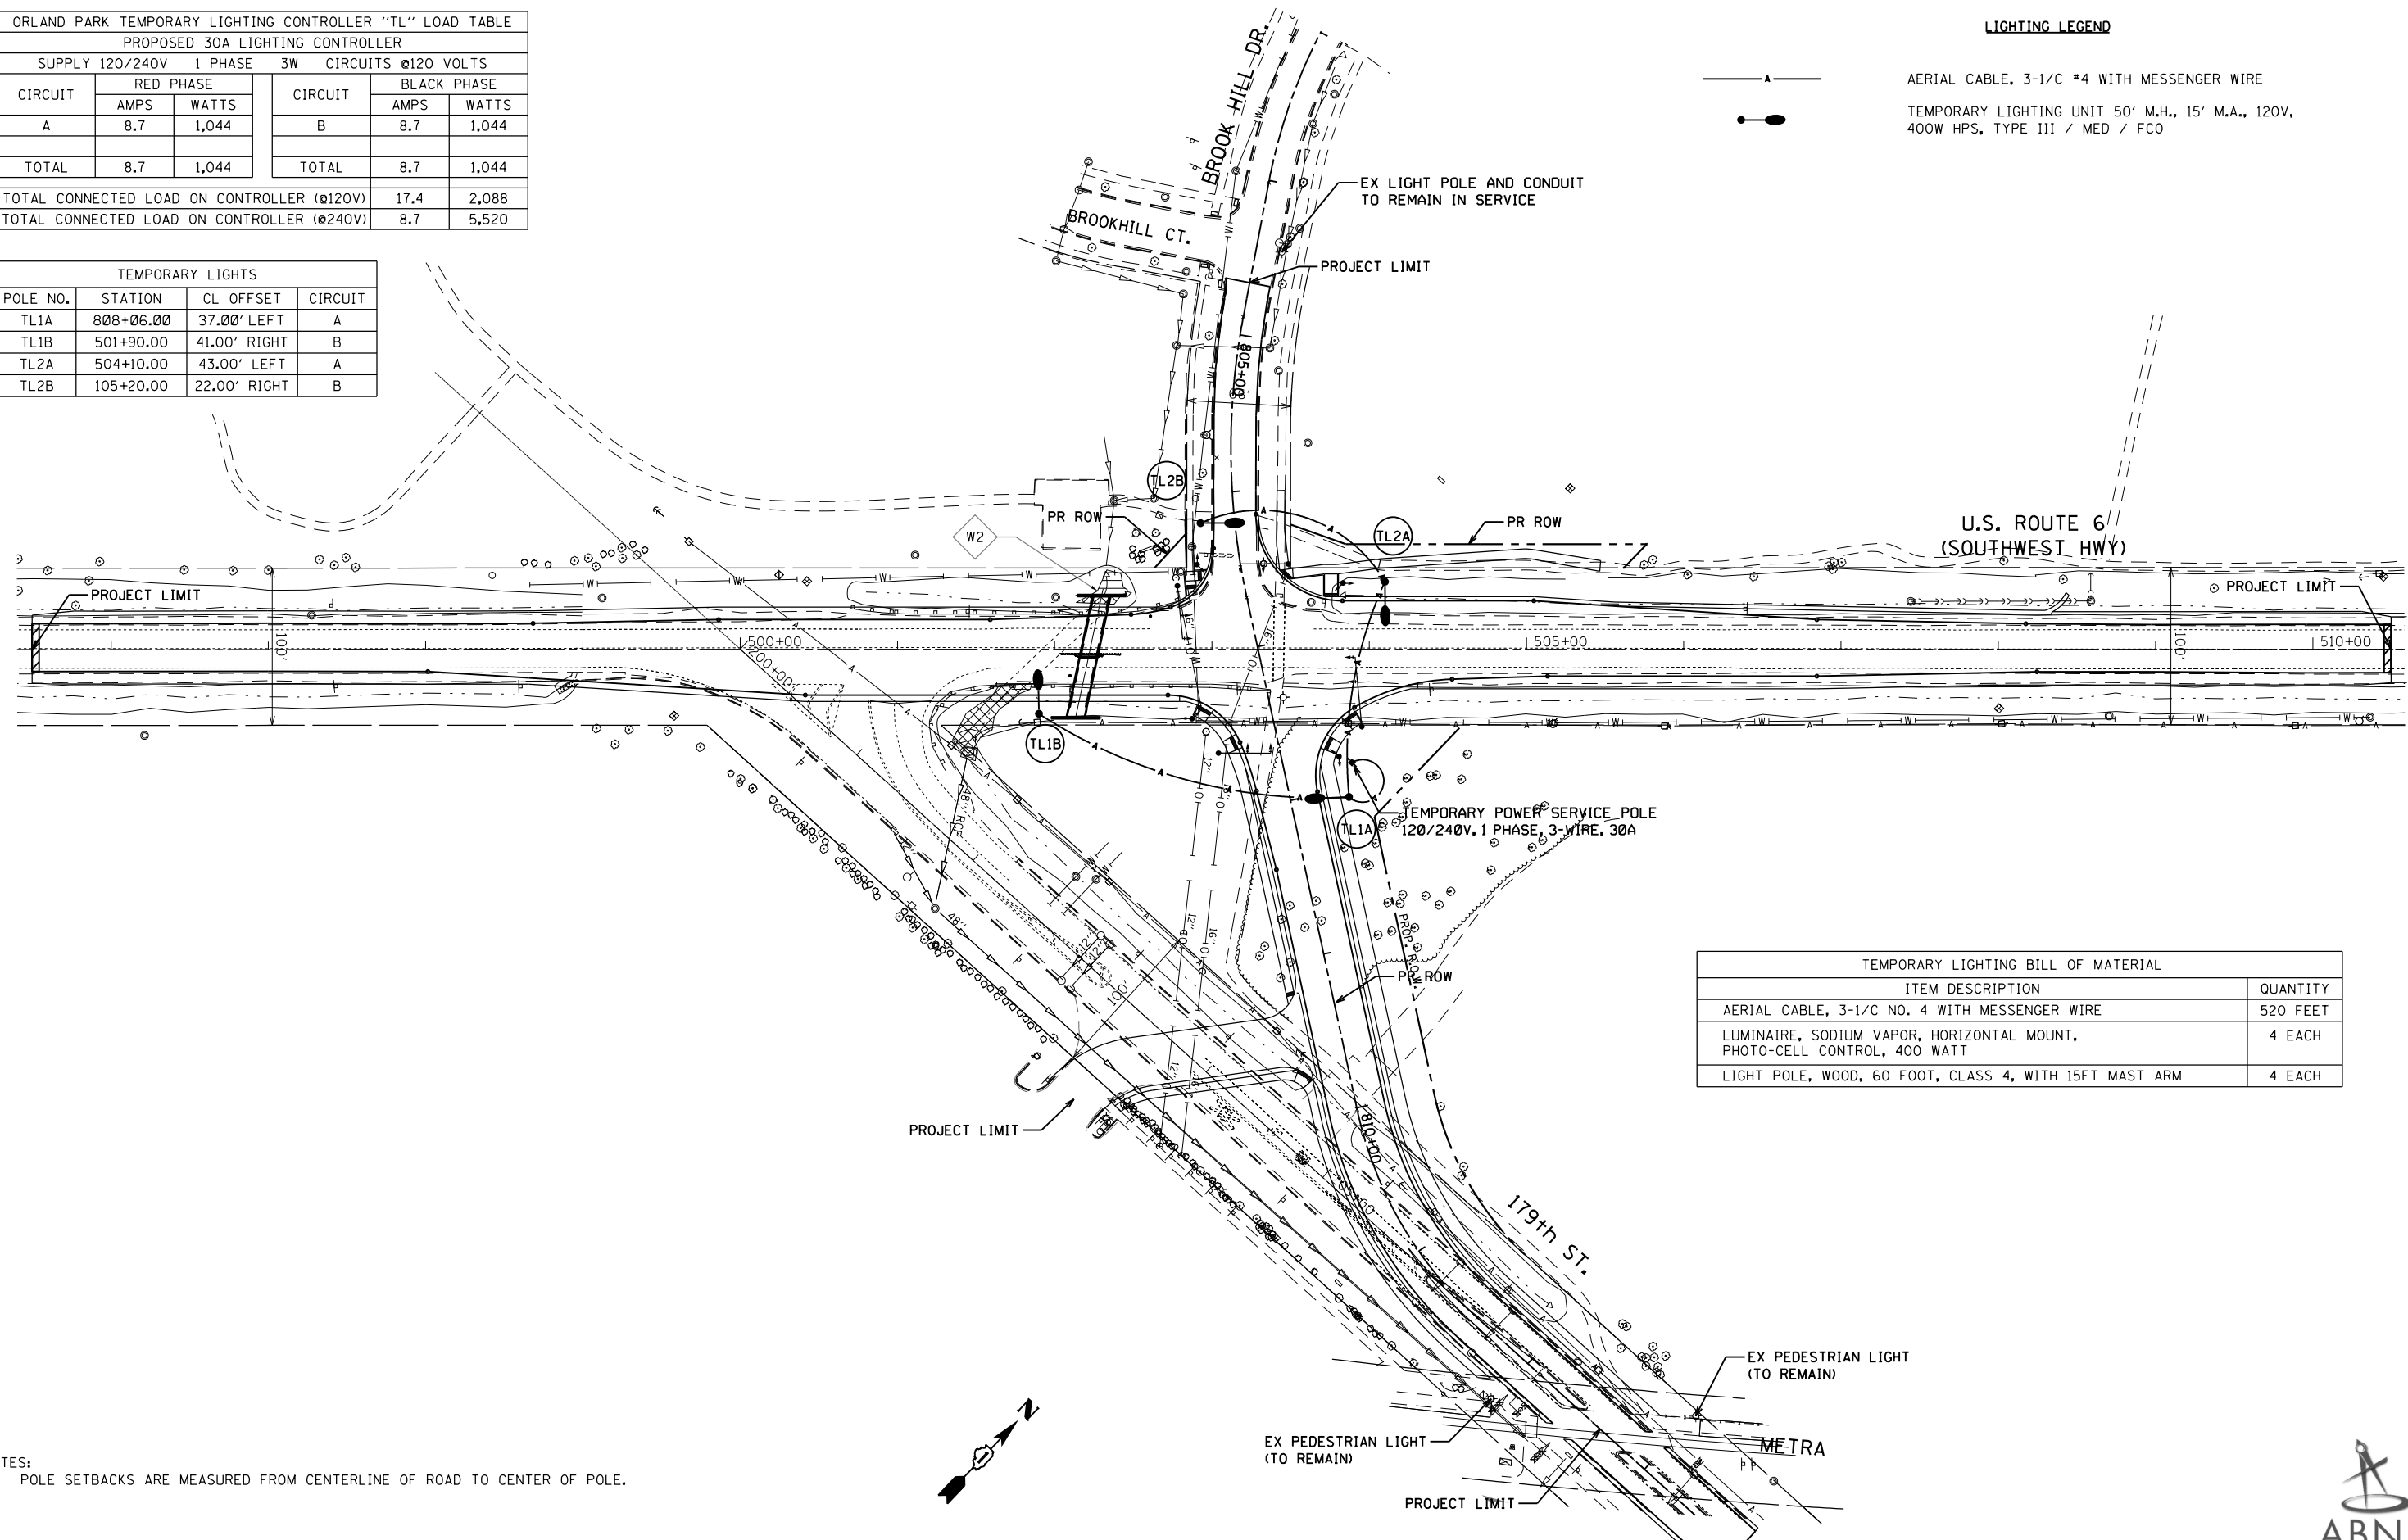 ORLAND PARK TEMPORARY LIGHTING CONTROLLER "TL" LOAD TABLE
PROPOSED 30A LIGHTING CONTROLLER
SUPPLY 120/240V 1 PHASE 3W CIRCUITS @120 VOLTS
CIRCUIT RED PHASE CIRCUIT BLACK PHASE
AMPS WATTS AMPS WATTS
A 8.7 1,044 B 8.7 1,044
TOTAL 8.7 1,044 TOTAL 8.7 1,044
TOTAL CONNECTED LOAD ON CONTROLLER (@120V) 17.4 2,088
TOTAL CONNECTED LOAD ON CONTROLLER (@240V) 8.7 5,520
TEMPORARY LIGHTS
POLE NO. STATION CL OFFSET CIRCUIT
TL1A 808+06.00 37.00' LEFT A
TL1B 501+90.00 41.00' RIGHT B
TL2A 504+10.00 43.00' LEFT A
TL2B 105+20.00 22.00' RIGHT B
LIGHTING LEGEND
A AERIAL CABLE, 3-1/C #4 WITH MESSENGER WIRE
TEMPORARY LIGHTING UNIT 50' M.H., 15' M.A., 120V,
400W HPS, TYPE III / MED / FCO
BROOK HILL DR.
BROOKHILL CT.
EX LIGHT POLE AND CONDUIT
TO REMAIN IN SERVICE
PROJECT LIMIT
805+00
TL2B
PR ROW
W2
TL2A
PR ROW
U.S. ROUTE 6
(SOUTHWEST HWY)
PROJECT LIMIT
PROJECT LIMIT
100'
500+00
200+00
505+00
100'
510+00
TL1B
TL1A
TEMPORARY POWER SERVICE POLE
120/240V, 1 PHASE, 3-WIRE, 30A
48" RCP
12"
48"
12"
16"
100'
PROP. R.O.W.
PR ROW
TEMPORARY LIGHTING BILL OF MATERIAL
ITEM DESCRIPTION QUANTITY
AERIAL CABLE, 3-1/C NO. 4 WITH MESSENGER WIRE 520 FEET
LUMINAIRE, SODIUM VAPOR, HORIZONTAL MOUNT, 4 EACH
PHOTO-CELL CONTROL, 400 WATT
LIGHT POLE, WOOD, 60 FOOT, CLASS 4, WITH 15FT MAST ARM 4 EACH
PROJECT LIMIT
810+00
179th ST.
EX PEDESTRIAN LIGHT
(TO REMAIN)
EX PEDESTRIAN LIGHT
(TO REMAIN)
METRA
PROJECT LIMIT
N
TES:
POLE SETBACKS ARE MEASURED FROM CENTERLINE OF ROAD TO CENTER OF POLE.
ABN